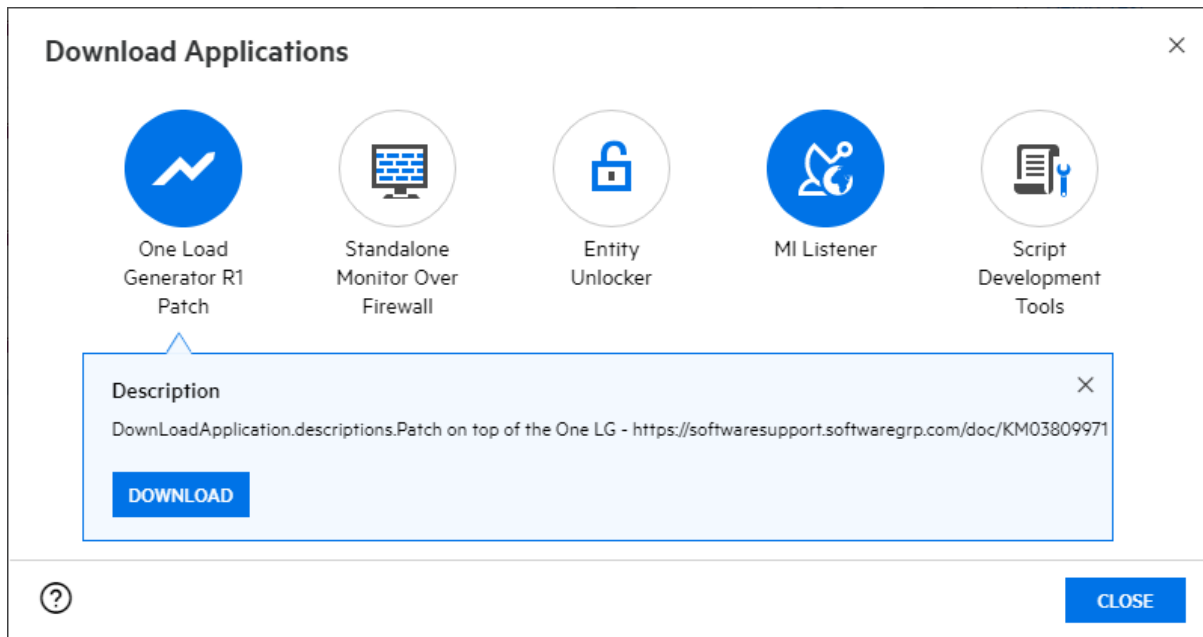 Download Applications
One Load
Generator R1
Patch
Standalone
Monitor Over
Firewall
Entity
Unlocker
MI Listener
Script
Development
Tools
Description
DownLoadApplication.descriptions.Patch on top of the One LG - https://softwaresupport.softwaregrp.com/doc/KM03809971
DOWNLOAD
?
CLOSE